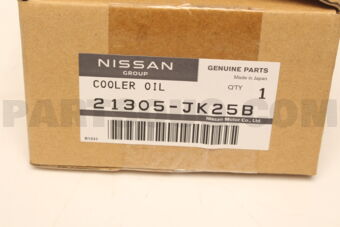 NISSAN
GROUP
GENUINE PARTS
Made in Japan
COOLER OIL
Q'TY 1
21305-JK25B
Nissan Motor Co., Ltd.